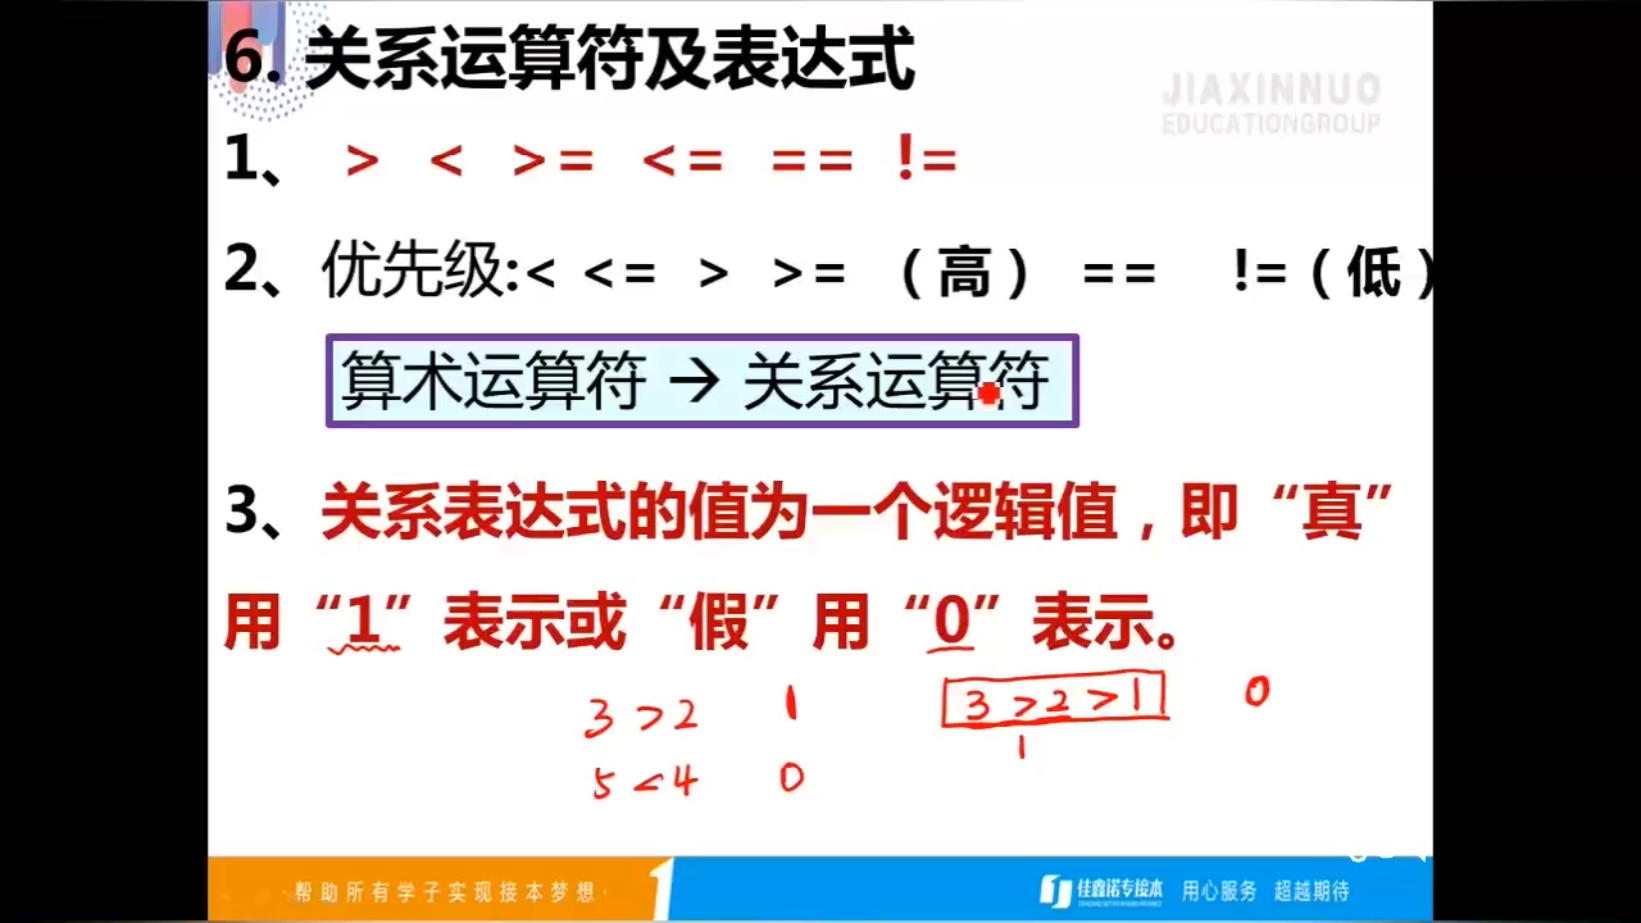 6. 关系运算符及表达式
JIAXINNUO
EDUCATIONGROUP
1、 > < >= <= == !=
2、优先级:< <= > >= (高) == !=(低)
算术运算符 → 关系运算符
3、关系表达式的值为一个逻辑值，即“真”
用“1”表示或“假”用“0”表示。
3 > 2 1
3 > 2 > 1 0
1
5 < 4 0
·帮助所有学子实现接本梦想·
佳鑫诺专接本
用心服务 超越期待